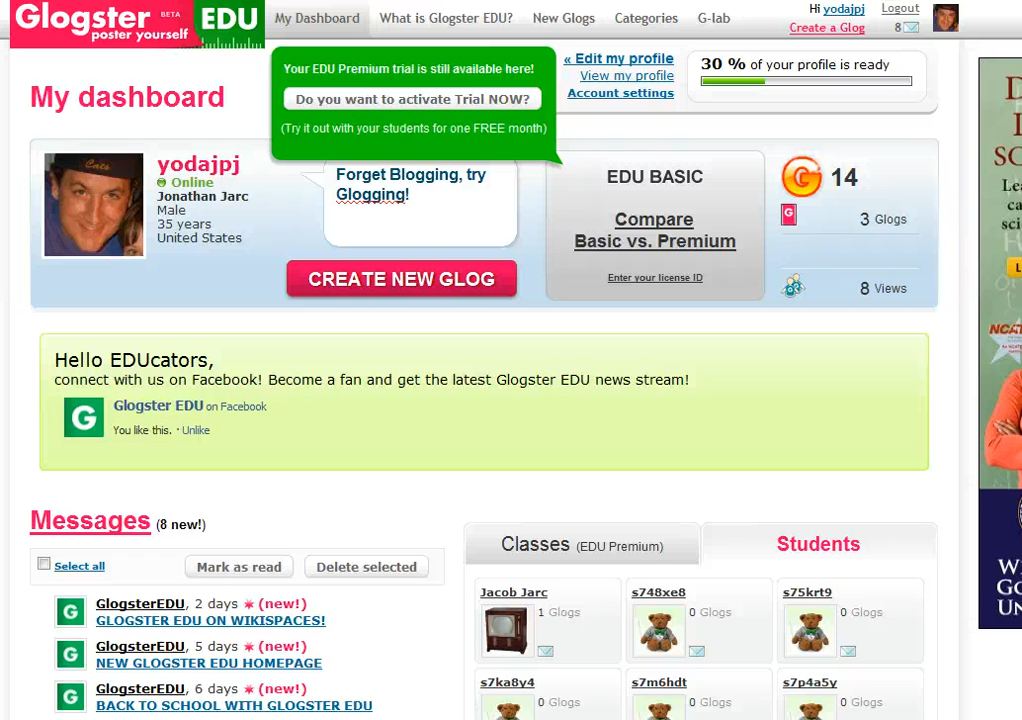 Glogster BETA EDU
poster yourself
My Dashboard What is Glogster EDU? New Glogs Categories G-lab
Hi yodajpj Logout
Create a Glog 8
Your EDU Premium trial is still available here!
Do you want to activate Trial NOW?
(Try it out with your students for one FREE month)
« Edit my profile
View my profile
Account settings
30 % of your profile is ready
My dashboard
Cats
yodajpj
Online
Jonathan Jarc
Male
35 years
United States
Forget Blogging, try
Glogging!
CREATE NEW GLOG
EDU BASIC
Compare
Basic vs. Premium
Enter your license ID
G 14
G 3 Glogs
8 Views
Hello EDUcators,
connect with us on Facebook! Become a fan and get the latest Glogster EDU news stream!
G
Glogster EDU on Facebook
You like this. · Unlike
Messages (8 new!)
Select all
Mark as read
Delete selected
G
GlogsterEDU, 2 days ✶ (new!)
GLOGSTER EDU ON WIKISPACES!
G
GlogsterEDU, 5 days ✶ (new!)
NEW GLOGSTER EDU HOMEPAGE
G
GlogsterEDU, 6 days ✶ (new!)
BACK TO SCHOOL WITH GLOGSTER EDU
Classes (EDU Premium)
Students
Jacob Jarc
1 Glogs
s748xe8
0 Glogs
s75krt9
0 Glogs
s7ka8y4
0 Glogs
s7m6hdt
0 Glogs
s7p4a5y
0 Glogs
NCAT